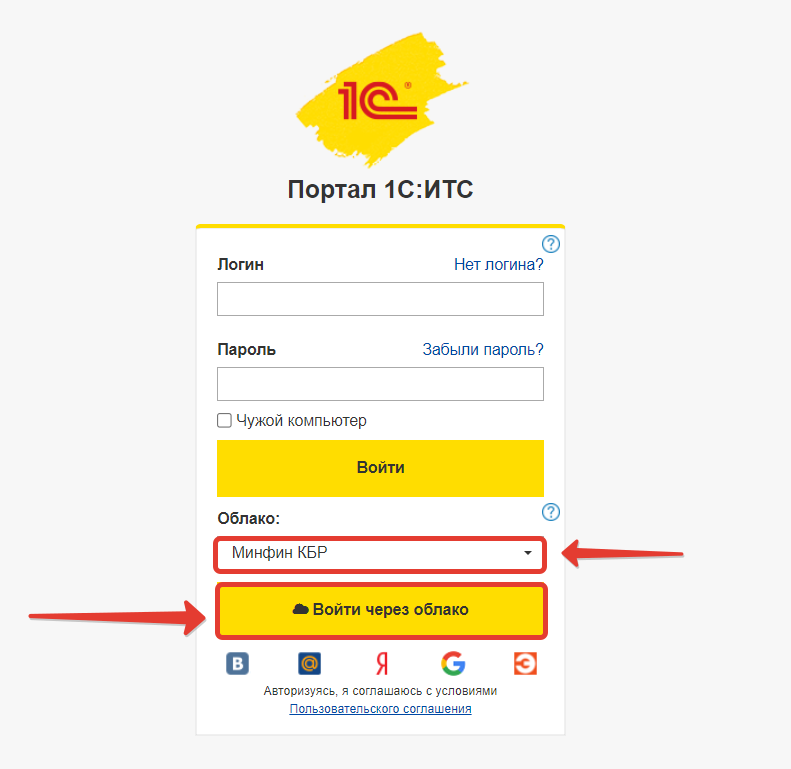 1С®
Портал 1С:ИТС
Логин
Нет логина?
Пароль
Забыли пароль?
Чужой компьютер
Войти
Облако:
Минфин КБР
Войти через облако
Авторизуясь, я соглашаюсь с условиями
Пользовательского соглашения